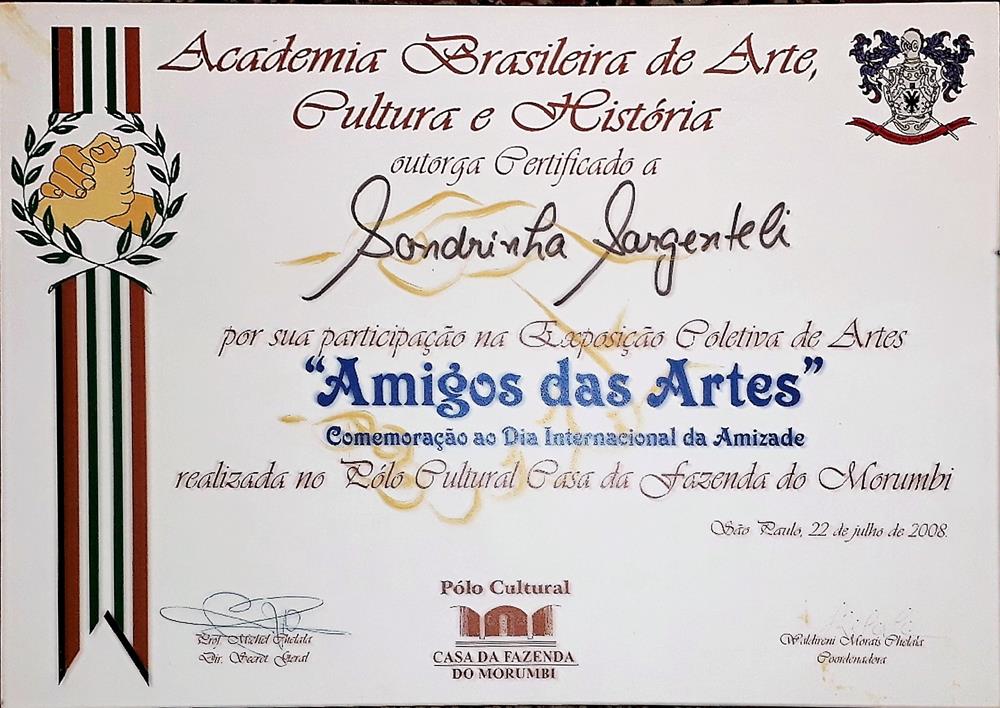 Academia Brasileira de Arte,
Cultura e História
outorga Certificado a
Sandrinha Sargenteli
por sua participação na Exposição Coletiva de Artes
“Amigos das Artes”
Comemoração ao Dia Internacional da Amizade
realizada no Pólo Cultural Casa da Fazenda do Morumbi
São Paulo, 22 de julho de 2008.
Prof. Michel Chelala
Dir. Secret. Geral
Pólo Cultural
CASA DA FAZENDA
DO MORUMBI
Waldireni Morais Chelala
Coordenadora